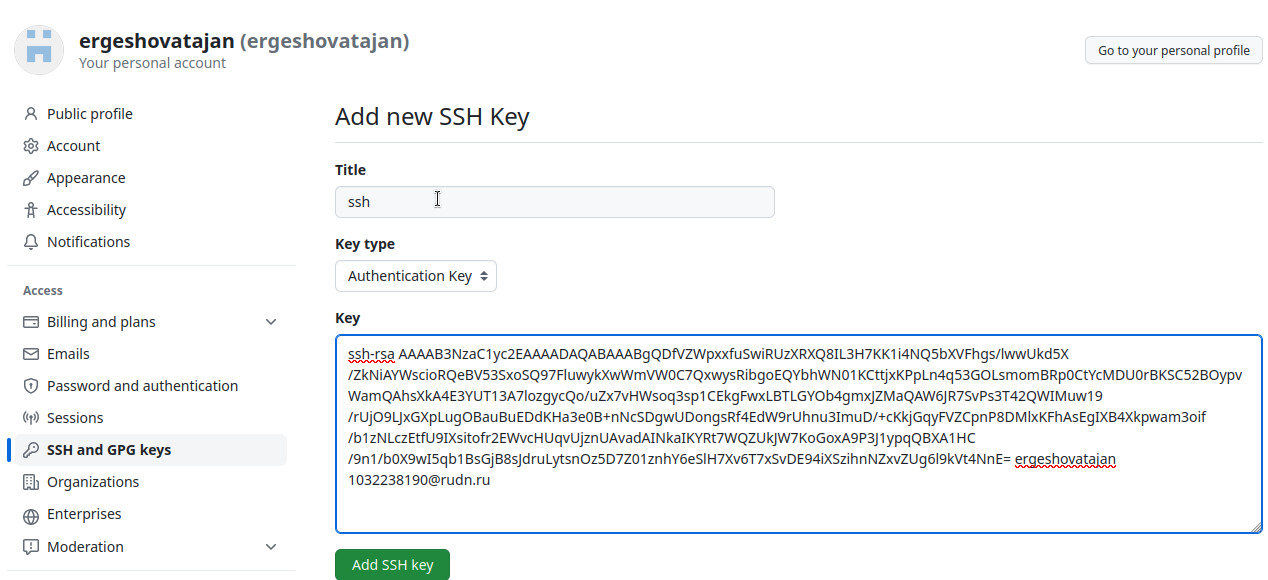 ergeshovatajan (ergeshovatajan)
Your personal account
Go to your personal profile
Public profile
Account
Appearance
Accessibility
Notifications
Access
Billing and plans
Emails
Password and authentication
Sessions
SSH and GPG keys
Organizations
Enterprises
Moderation
Add new SSH Key
Title
ssh
Key type
Authentication Key
Key
ssh-rsa AAAAB3NzaC1yc2EAAAADAQABAAABgQDfVZWpxxfuSwiRUzXRXQ8IL3H7KK1i4NQ5bXVFhgs/lwwUkd5X
/ZkNiAYWscioRQeBV53SxoSQ97FluwykXwWmVW0C7QxwysRibgoEQYbhWN01KCttjxKPpLn4q53GOLsmomBRp0CtYcMDU0rBKSC52BOypv
WamQAhsXkA4E3YUT13A7lozgycQo/uZx7vHWsoq3sp1CEkgFwxLBTLGYOb4gmxJZMaQAW6JR7SvPs3T42QWIMuw19
/rUjO9LJxGXpLugOBauBuEDdKHa3e0B+nNcSDgwUDongsRf4EdW9rUhnu3ImuD/+cKkjGqyFVZCpnP8DMlxKFhAsEgIXB4Xkpwam3oif
/b1zNLczEtfU9IXsitofr2EWvcHUqvUjznUAvadAINkaIKYRt7WQZUkJW7KoGoxA9P3J1ypqQBXA1HC
/9n1/b0X9wI5qb1BsGjB8sJdruLytsnOz5D7Z01znhY6eSlH7Xv6T7xSvDE94iXSzihnNZxvZUg6l9kVt4NnE= ergeshovatajan
1032238190@rudn.ru
Add SSH key